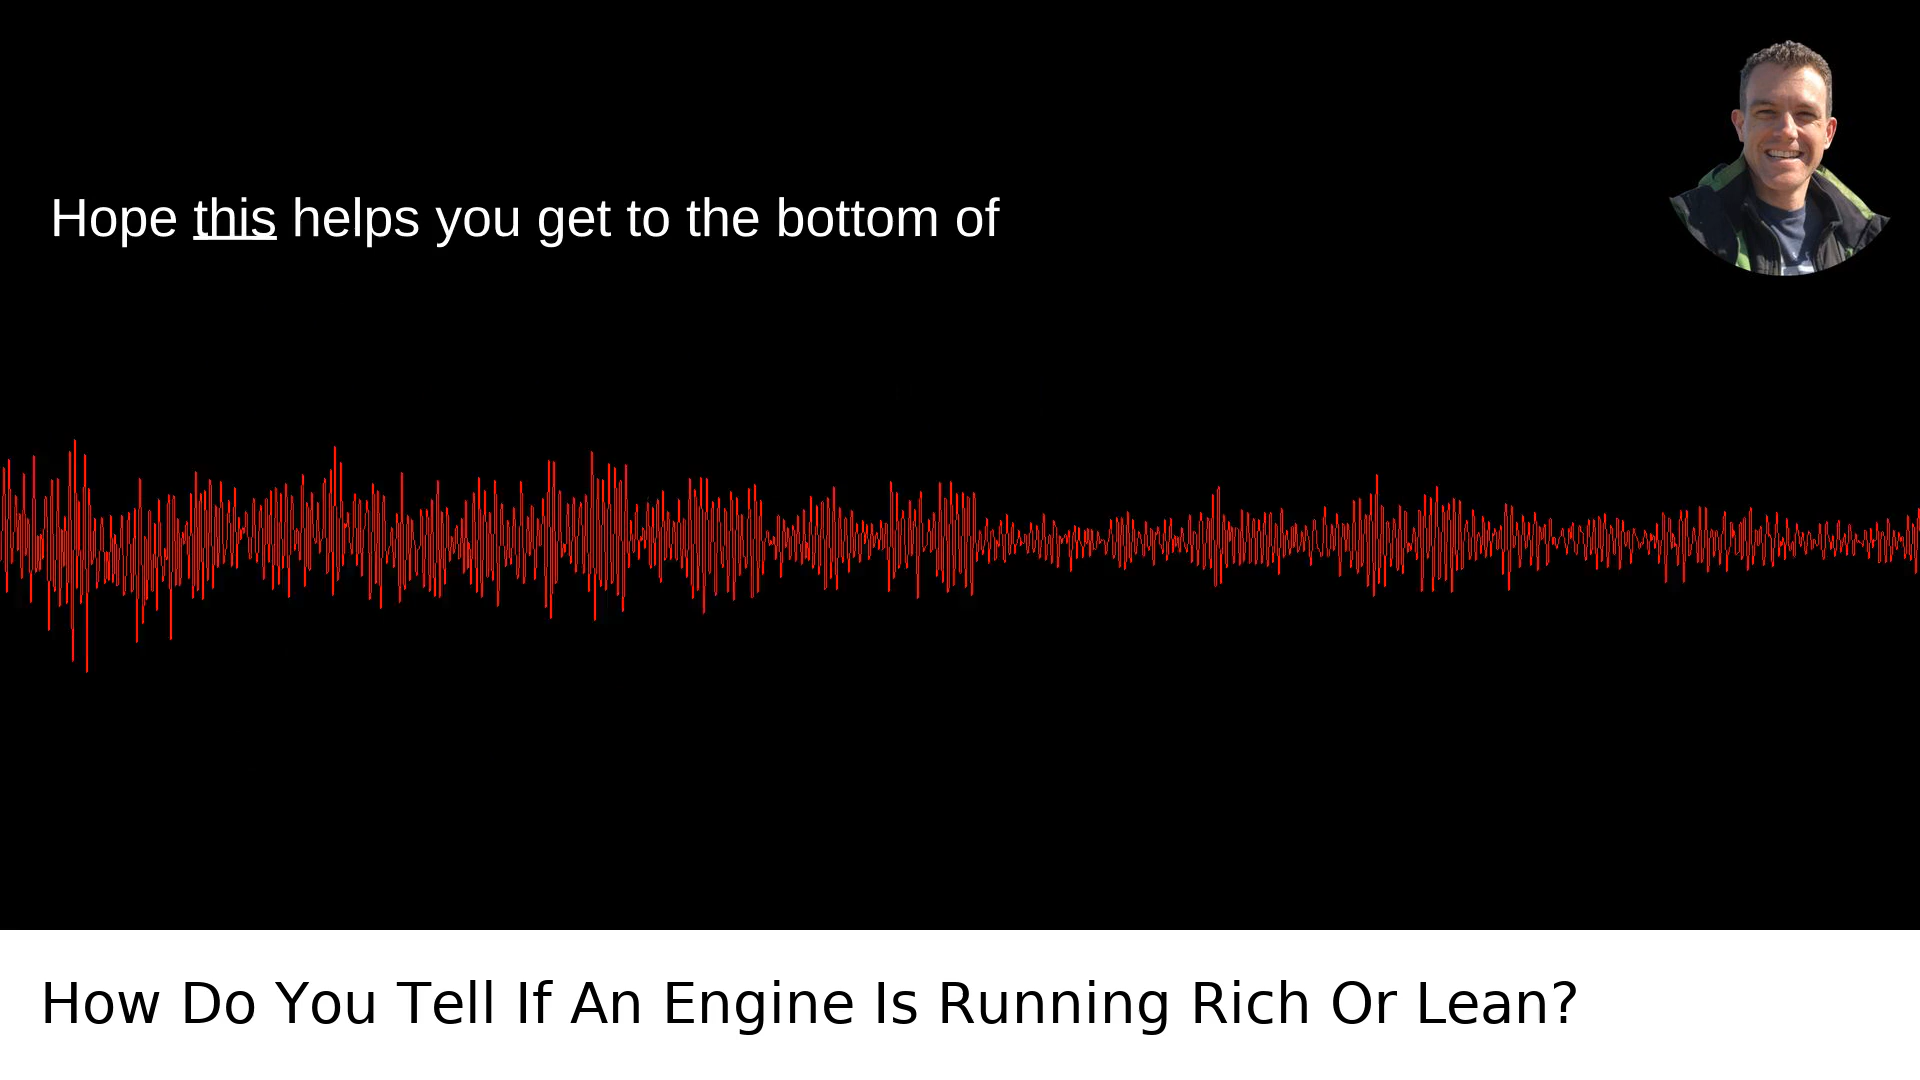 Hope this helps you get to the bottom of
How Do You Tell If An Engine Is Running Rich Or Lean?